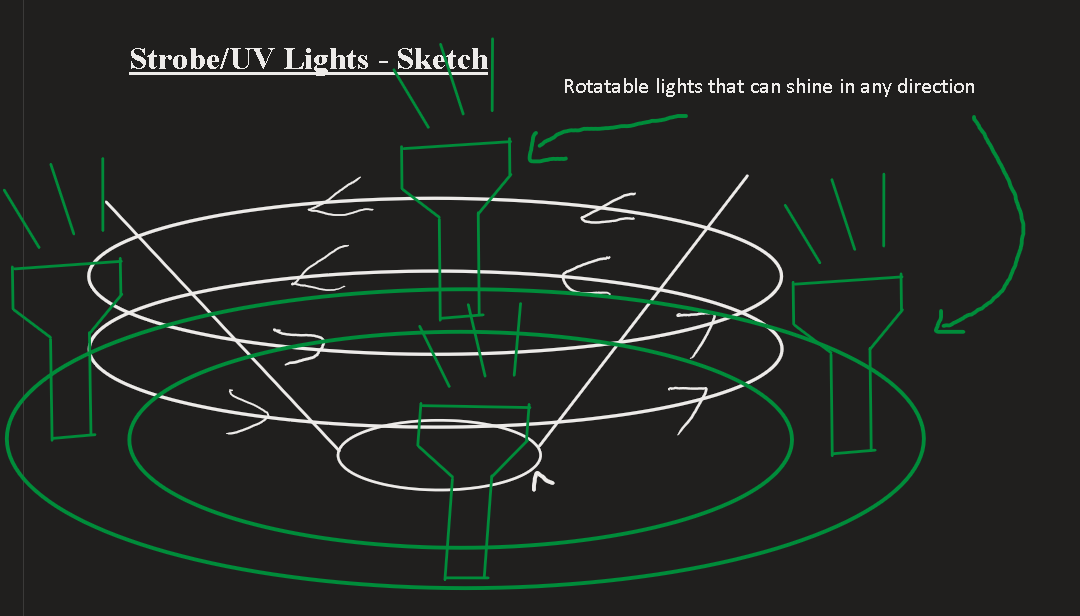 Strobe/UV Lights - Sketch
Rotatable lights that can shine in any direction